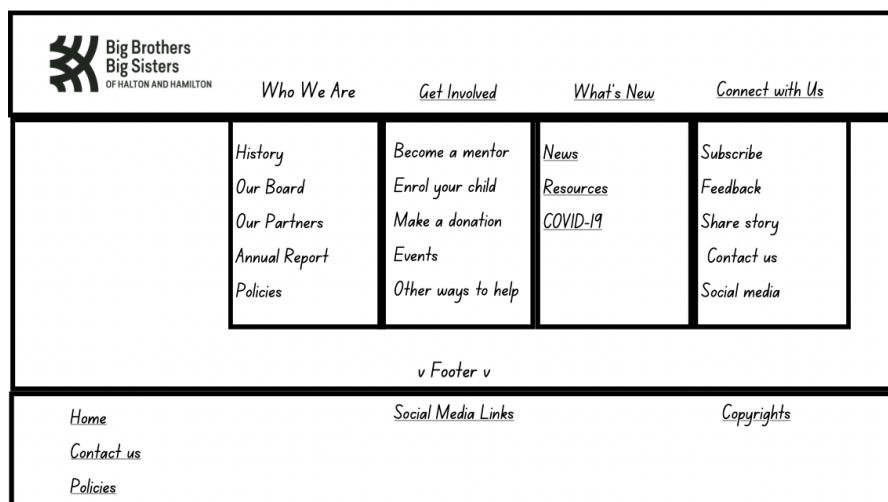 Big Brothers
Big Sisters
OF HALTON AND HAMILTON
Who We Are
Get Involved
What's New
Connect with Us
History
Our Board
Our Partners
Annual Report
Policies
Become a mentor
Enrol your child
Make a donation
Events
Other ways to help
News
Resources
COVID-19
Subscribe
Feedback
Share story
Contact us
Social media
v Footer v
Home
Contact us
Policies
Social Media Links
Copyrights